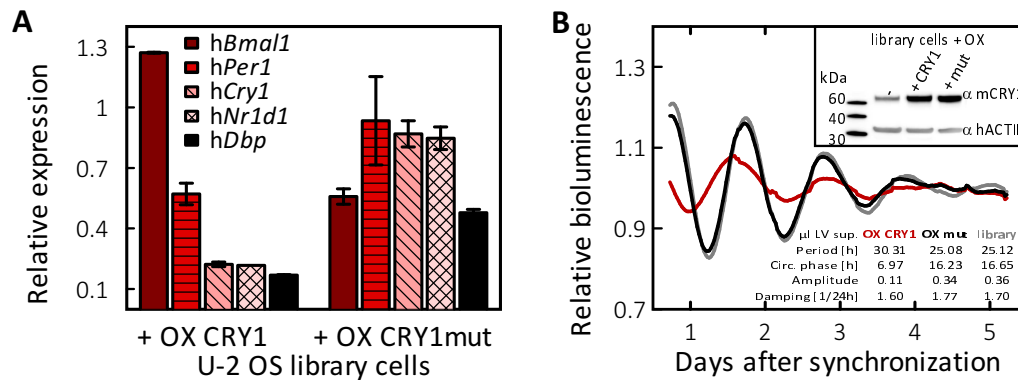 A
Relative expression
1.3
1.0
0.7
0.4
0.1
hBmal1
hPer1
hCry1
hNr1d1
hDbp
+ OX CRY1
+ OX CRY1mut
U-2 OS library cells
B
Relative bioluminescence
1.3
1.1
0.9
0.7
library cells + OX
kDa
-
+ CRY1
+ mut
60
40
30
α mCRY1
α hACTIN
µl LV sup. OX CRY1 OX mut library
Period [h] 30.31 25.08 25.12
Circ. phase [h] 6.97 16.23 16.65
Amplitude 0.11 0.34 0.36
Damping [1/24h] 1.60 1.77 1.70
1 2 3 4 5
Days after synchronization